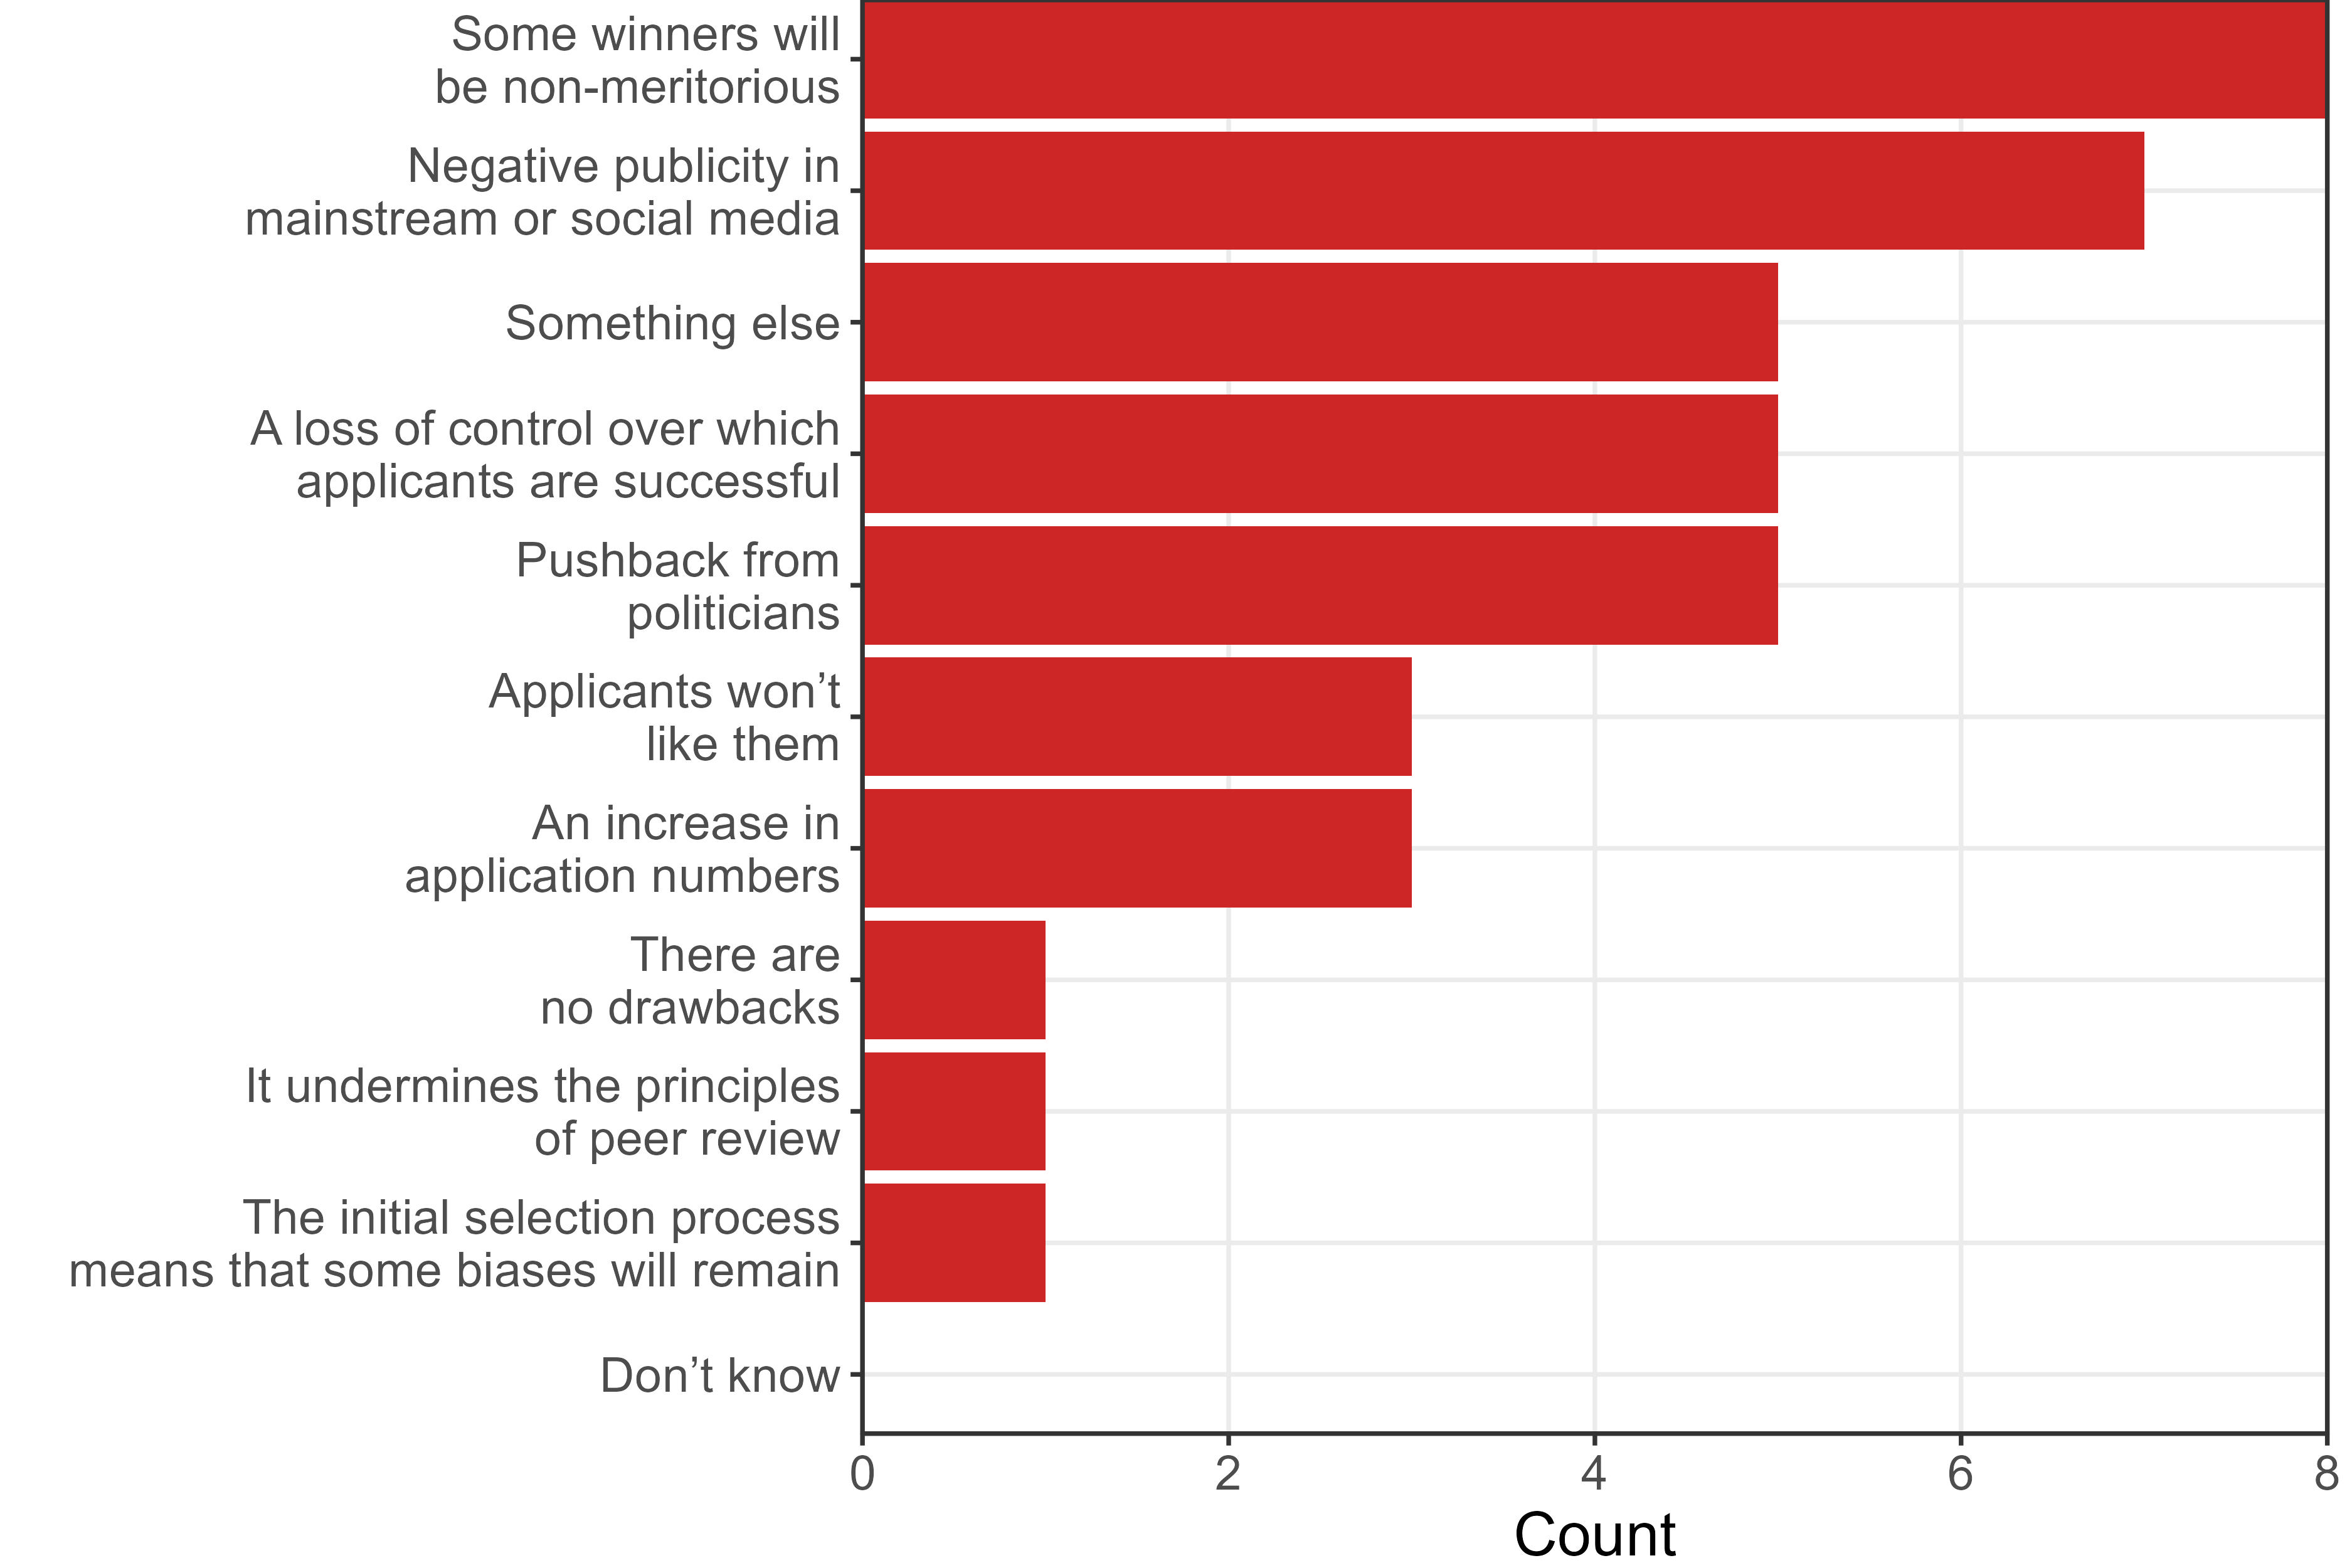 Some winners will
be non-meritorious
Negative publicity in
mainstream or social media
Something else
A loss of control over which
applicants are successful
Pushback from
politicians
Applicants won’t
like them
An increase in
application numbers
There are
no drawbacks
It undermines the principles
of peer review
The initial selection process
means that some biases will remain
Don’t know
0 2 4 6 8
Count